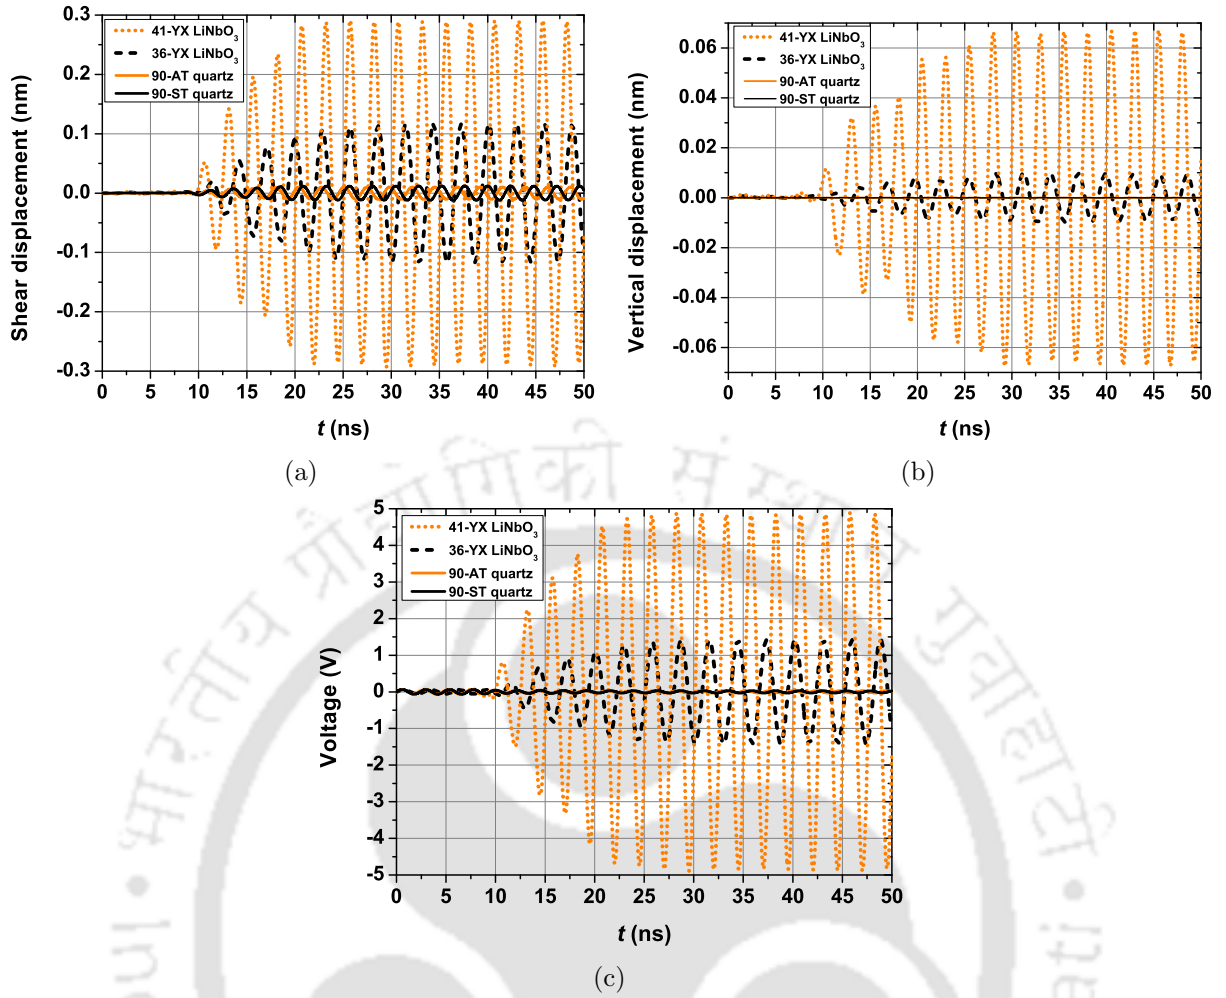 0.3
0.2
0.1
0.0
-0.1
-0.2
-0.3
Shear displacement (nm)
41-YX LiNbO3
36-YX LiNbO3
90-AT quartz
90-ST quartz
0 5 10 15 20 25 30 35 40 45 50
t (ns)
(a)
0.06
0.04
0.02
0.00
-0.02
-0.04
-0.06
Vertical displacement (nm)
41-YX LiNbO3
36-YX LiNbO3
90-AT quartz
90-ST quartz
0 5 10 15 20 25 30 35 40 45 50
t (ns)
(b)
5
4
3
2
1
0
-1
-2
-3
-4
-5
Voltage (V)
41-YX LiNbO3
36-YX LiNbO3
90-AT quartz
90-ST quartz
0 5 10 15 20 25 30 35 40 45 50
t (ns)
(c)